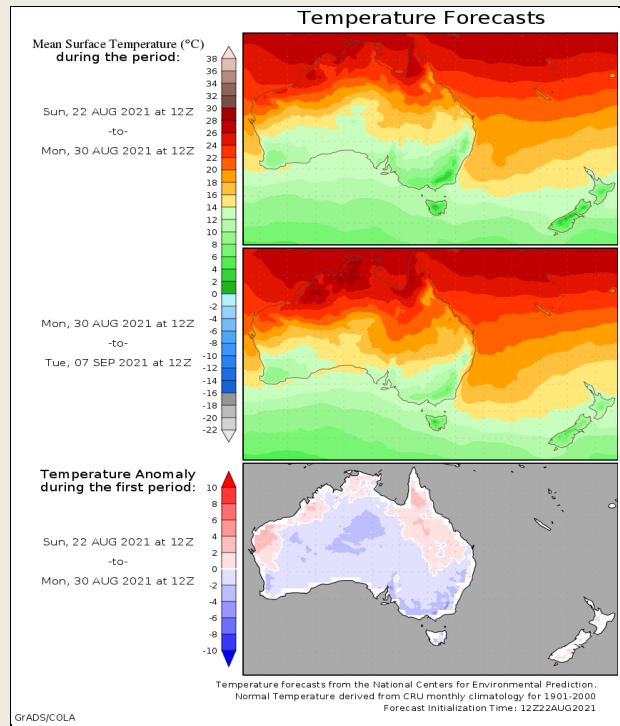 Temperature Forecasts
Mean Surface Temperature (°C)
during the period:
Sun, 22 AUG 2021 at 12Z
-to-
Mon, 30 AUG 2021 at 12Z
38
36
34
32
30
28
26
24
22
20
18
16
14
12
10
8
6
4
2
0
-2
-4
-6
-8
-10
-12
-14
-16
-18
-20
-22
Mon, 30 AUG 2021 at 12Z
-to-
Tue, 07 SEP 2021 at 12Z
Temperature Anomaly
during the first period:
Sun, 22 AUG 2021 at 12Z
-to-
Mon, 30 AUG 2021 at 12Z
10
8
6
4
2
0
-2
-4
-6
-8
-10
Temperature forecasts from the National Centers for Environmental Prediction.
Normal Temperature derived from CRU monthly climatology for 1901-2000
Forecast Initialization Time: 12Z22AUG2021
GrADS/COLA